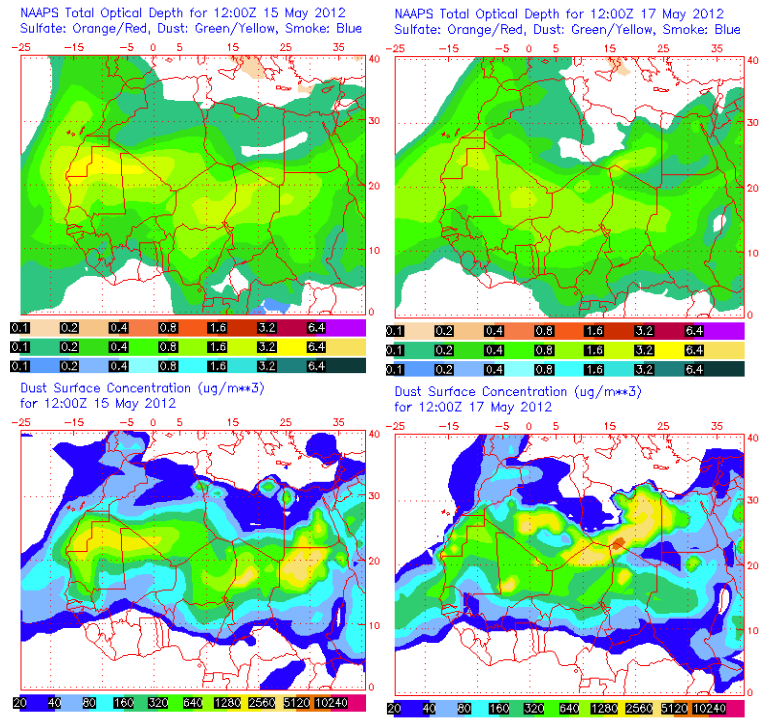 NAAPS Total Optical Depth for 12:00Z 15 May 2012
Sulfate: Orange/Red, Dust: Green/Yellow, Smoke: Blue
-25 -15 -5 0 5 15 25 35
40
30
20
10
0
0.1 0.2 0.4 0.8 1.6 3.2 6.4
0.1 0.2 0.4 0.8 1.6 3.2 6.4
0.1 0.2 0.4 0.8 1.6 3.2 6.4
NAAPS Total Optical Depth for 12:00Z 17 May 2012
Sulfate: Orange/Red, Dust: Green/Yellow, Smoke: Blue
-25 -15 -5 0 5 15 25 35
40
30
20
10
0
0.1 0.2 0.4 0.8 1.6 3.2 6.4
0.1 0.2 0.4 0.8 1.6 3.2 6.4
0.1 0.2 0.4 0.8 1.6 3.2 6.4
Dust Surface Concentration (ug/m**3)
for 12:00Z 15 May 2012
-25 -15 -5 0 5 15 25 35
40
30
20
10
0
20 40 80 160 320 640 1280 2560 5120 10240
Dust Surface Concentration (ug/m**3)
for 12:00Z 17 May 2012
-25 -15 -5 0 5 15 25 35
40
30
20
10
0
20 40 80 160 320 640 1280 2560 5120 10240